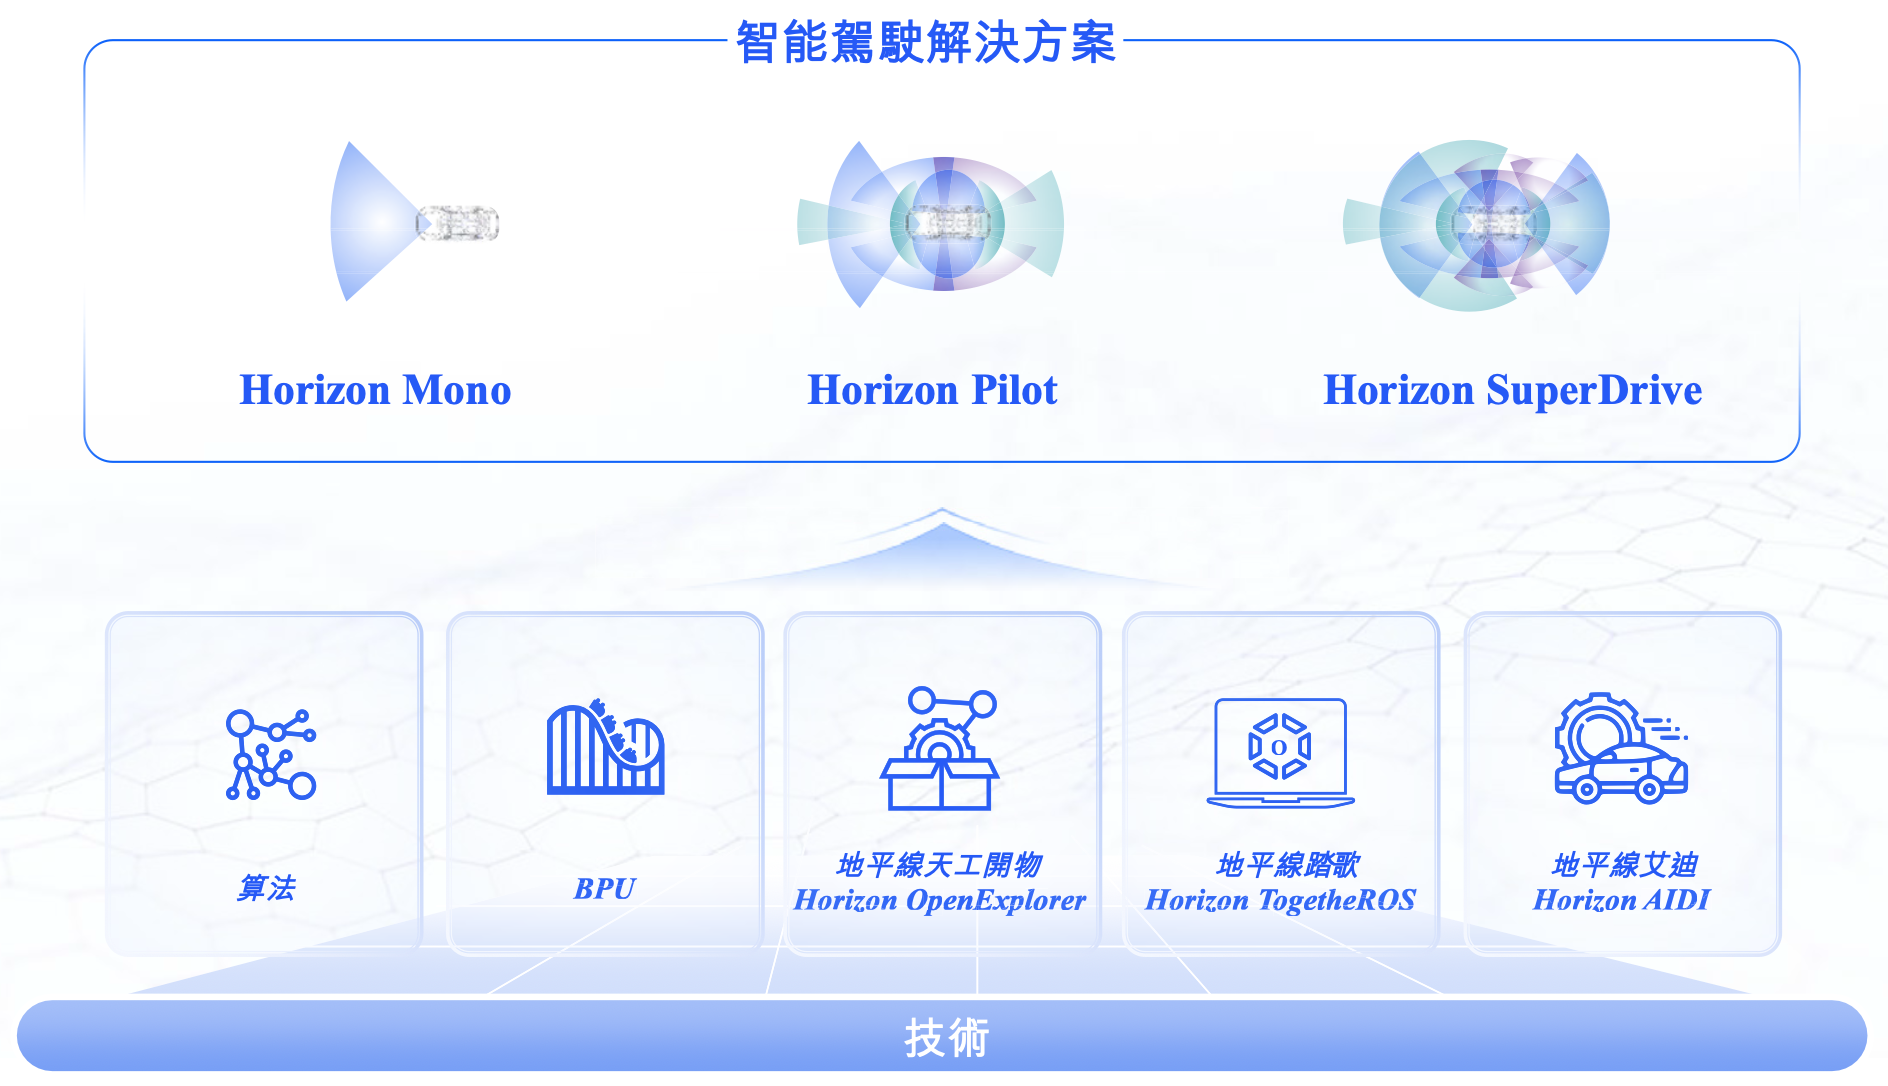 智能駕駛解決方案
Horizon Mono
Horizon Pilot
Horizon SuperDrive
算法
BPU
地平線天工開物
Horizon OpenExplorer
O
地平線踏歌
Horizon TogetheROS
地平線艾迪
Horizon AIDI
技術